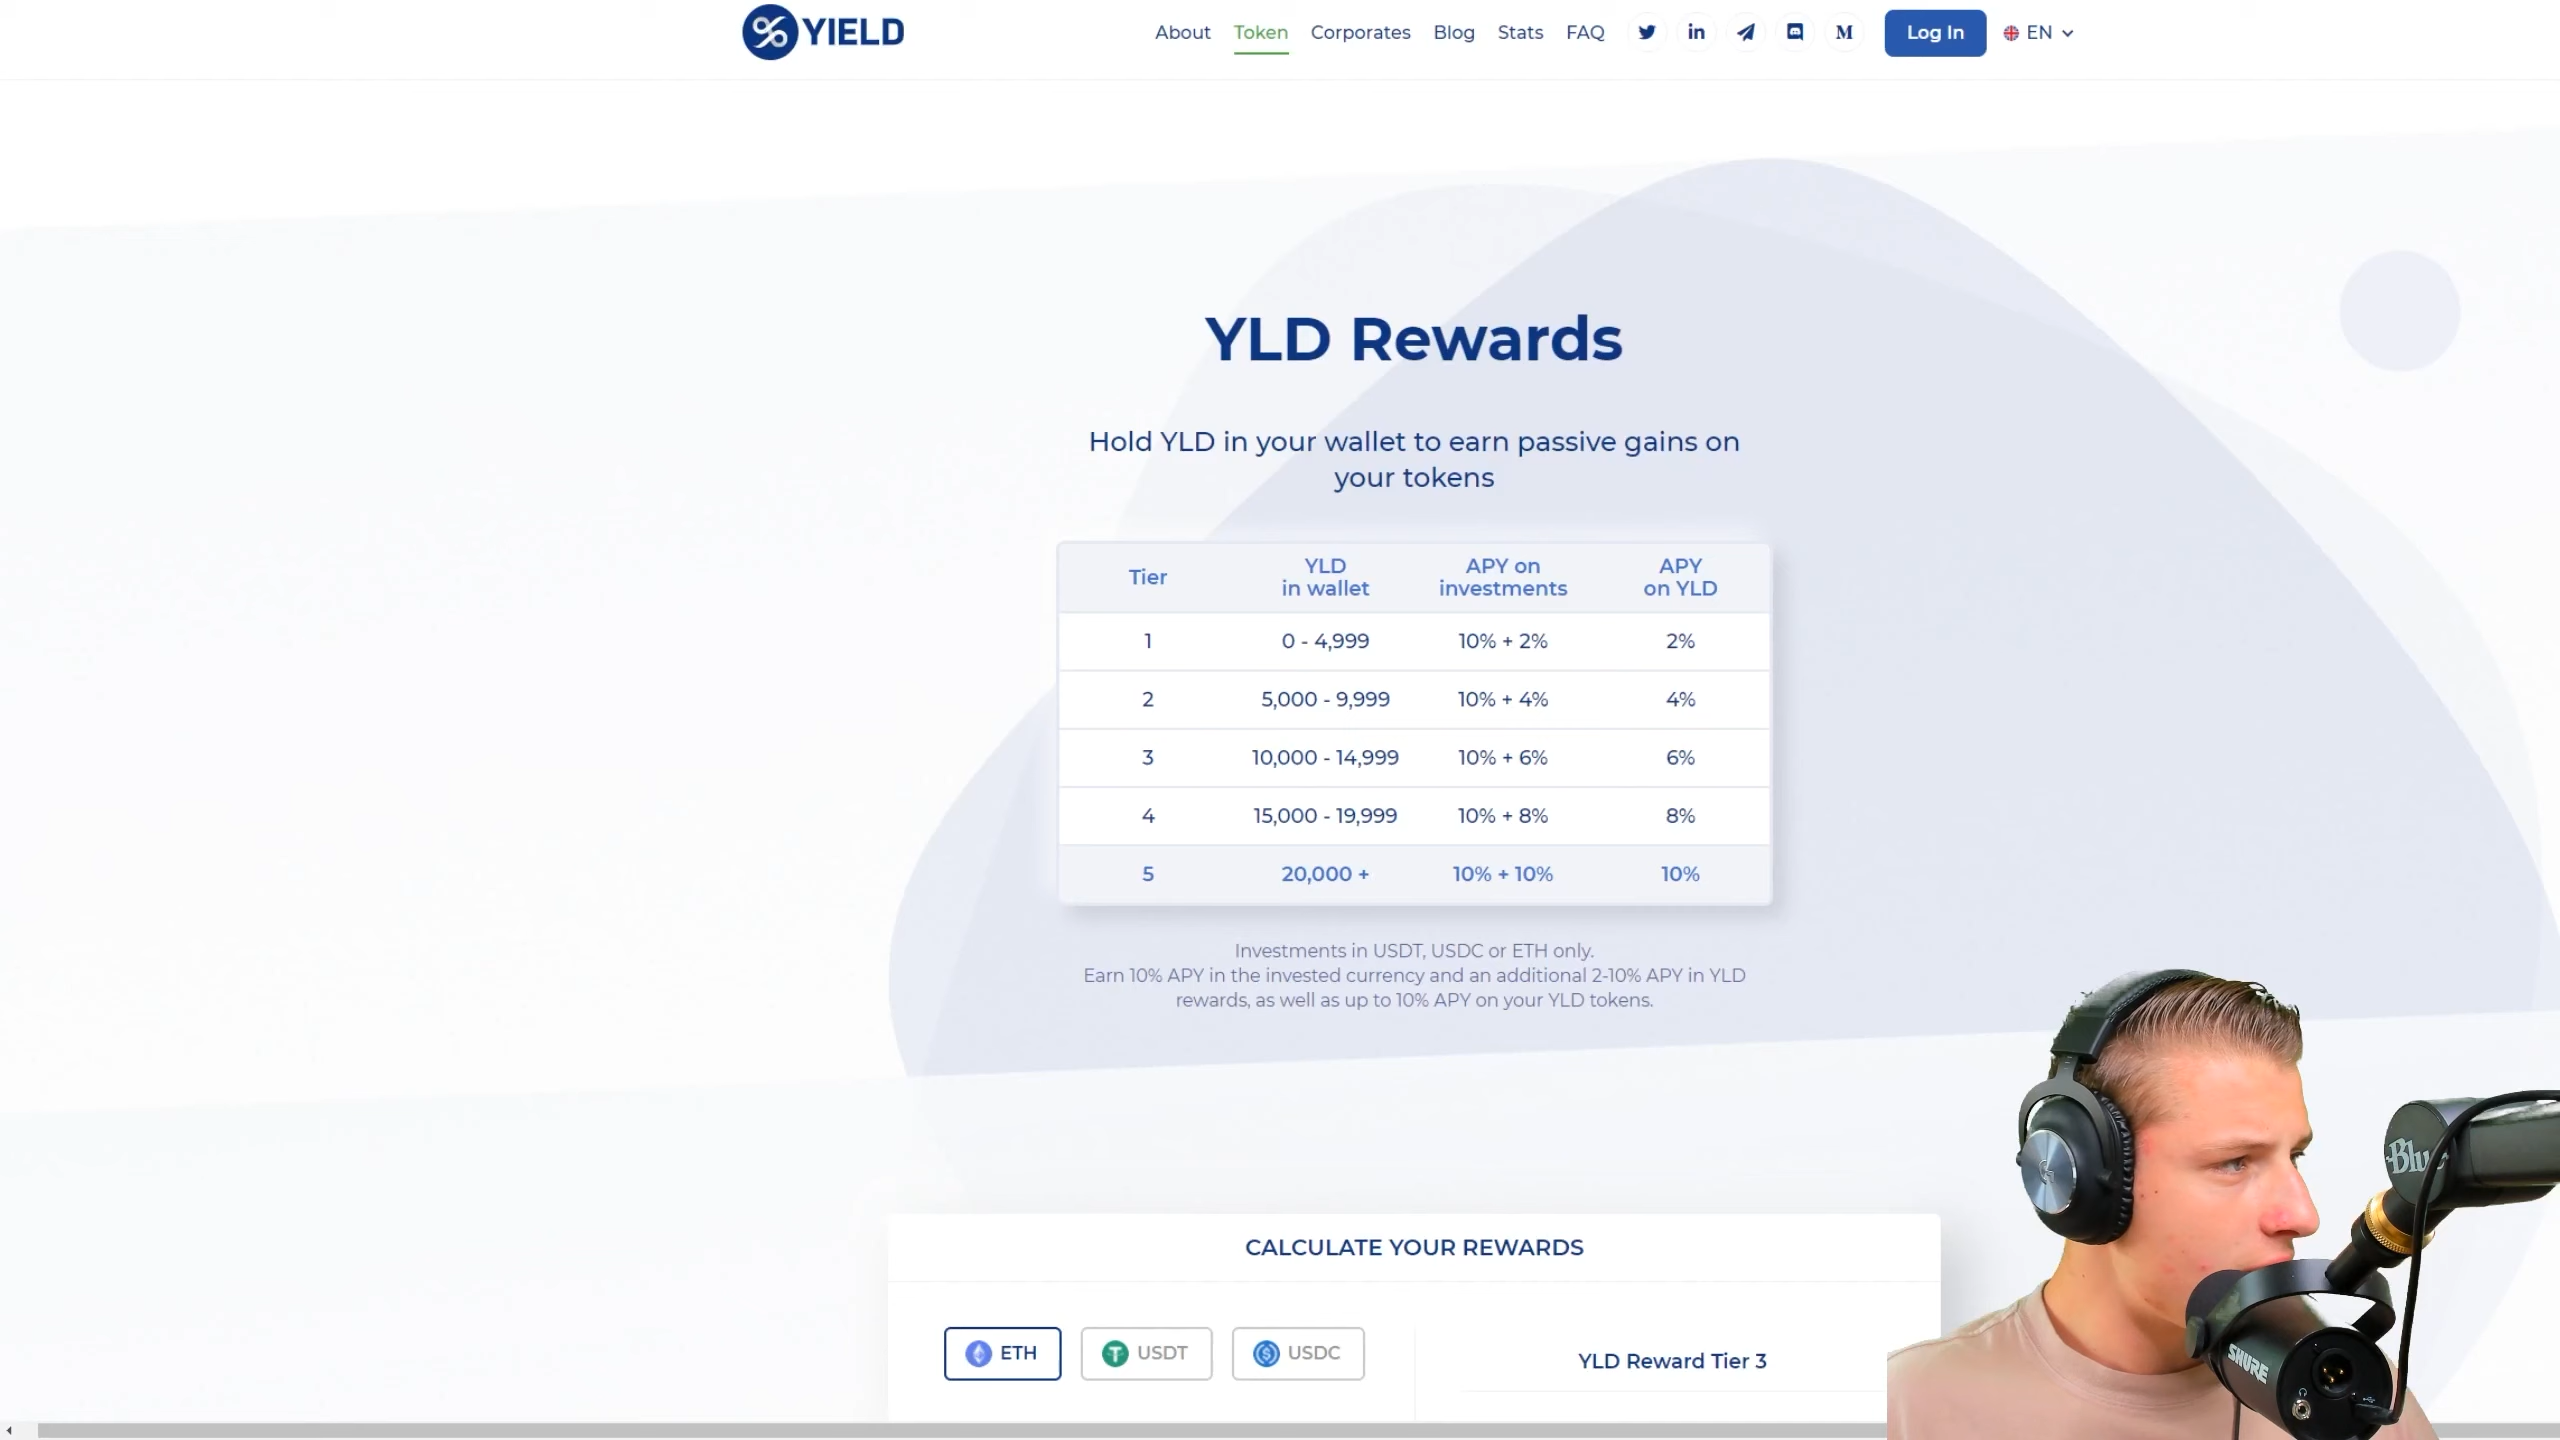 YIELD
About Token Corporates Blog Stats FAQ M Log In EN
YLD Rewards
Hold YLD in your wallet to earn passive gains on
your tokens
Tier YLD in wallet APY on investments APY on YLD
1 0 - 4,999 10% + 2% 2%
2 5,000 - 9,999 10% + 4% 4%
3 10,000 - 14,999 10% + 6% 6%
4 15,000 - 19,999 10% + 8% 8%
5 20,000 + 10% + 10% 10%
Investments in USDT, USDC or ETH only.
Earn 10% APY in the invested currency and an additional 2-10% APY in YLD
rewards, as well as up to 10% APY on your YLD tokens.
CALCULATE YOUR REWARDS
ETH USDT USDC
YLD Reward Tier 3
Blue
SHURE